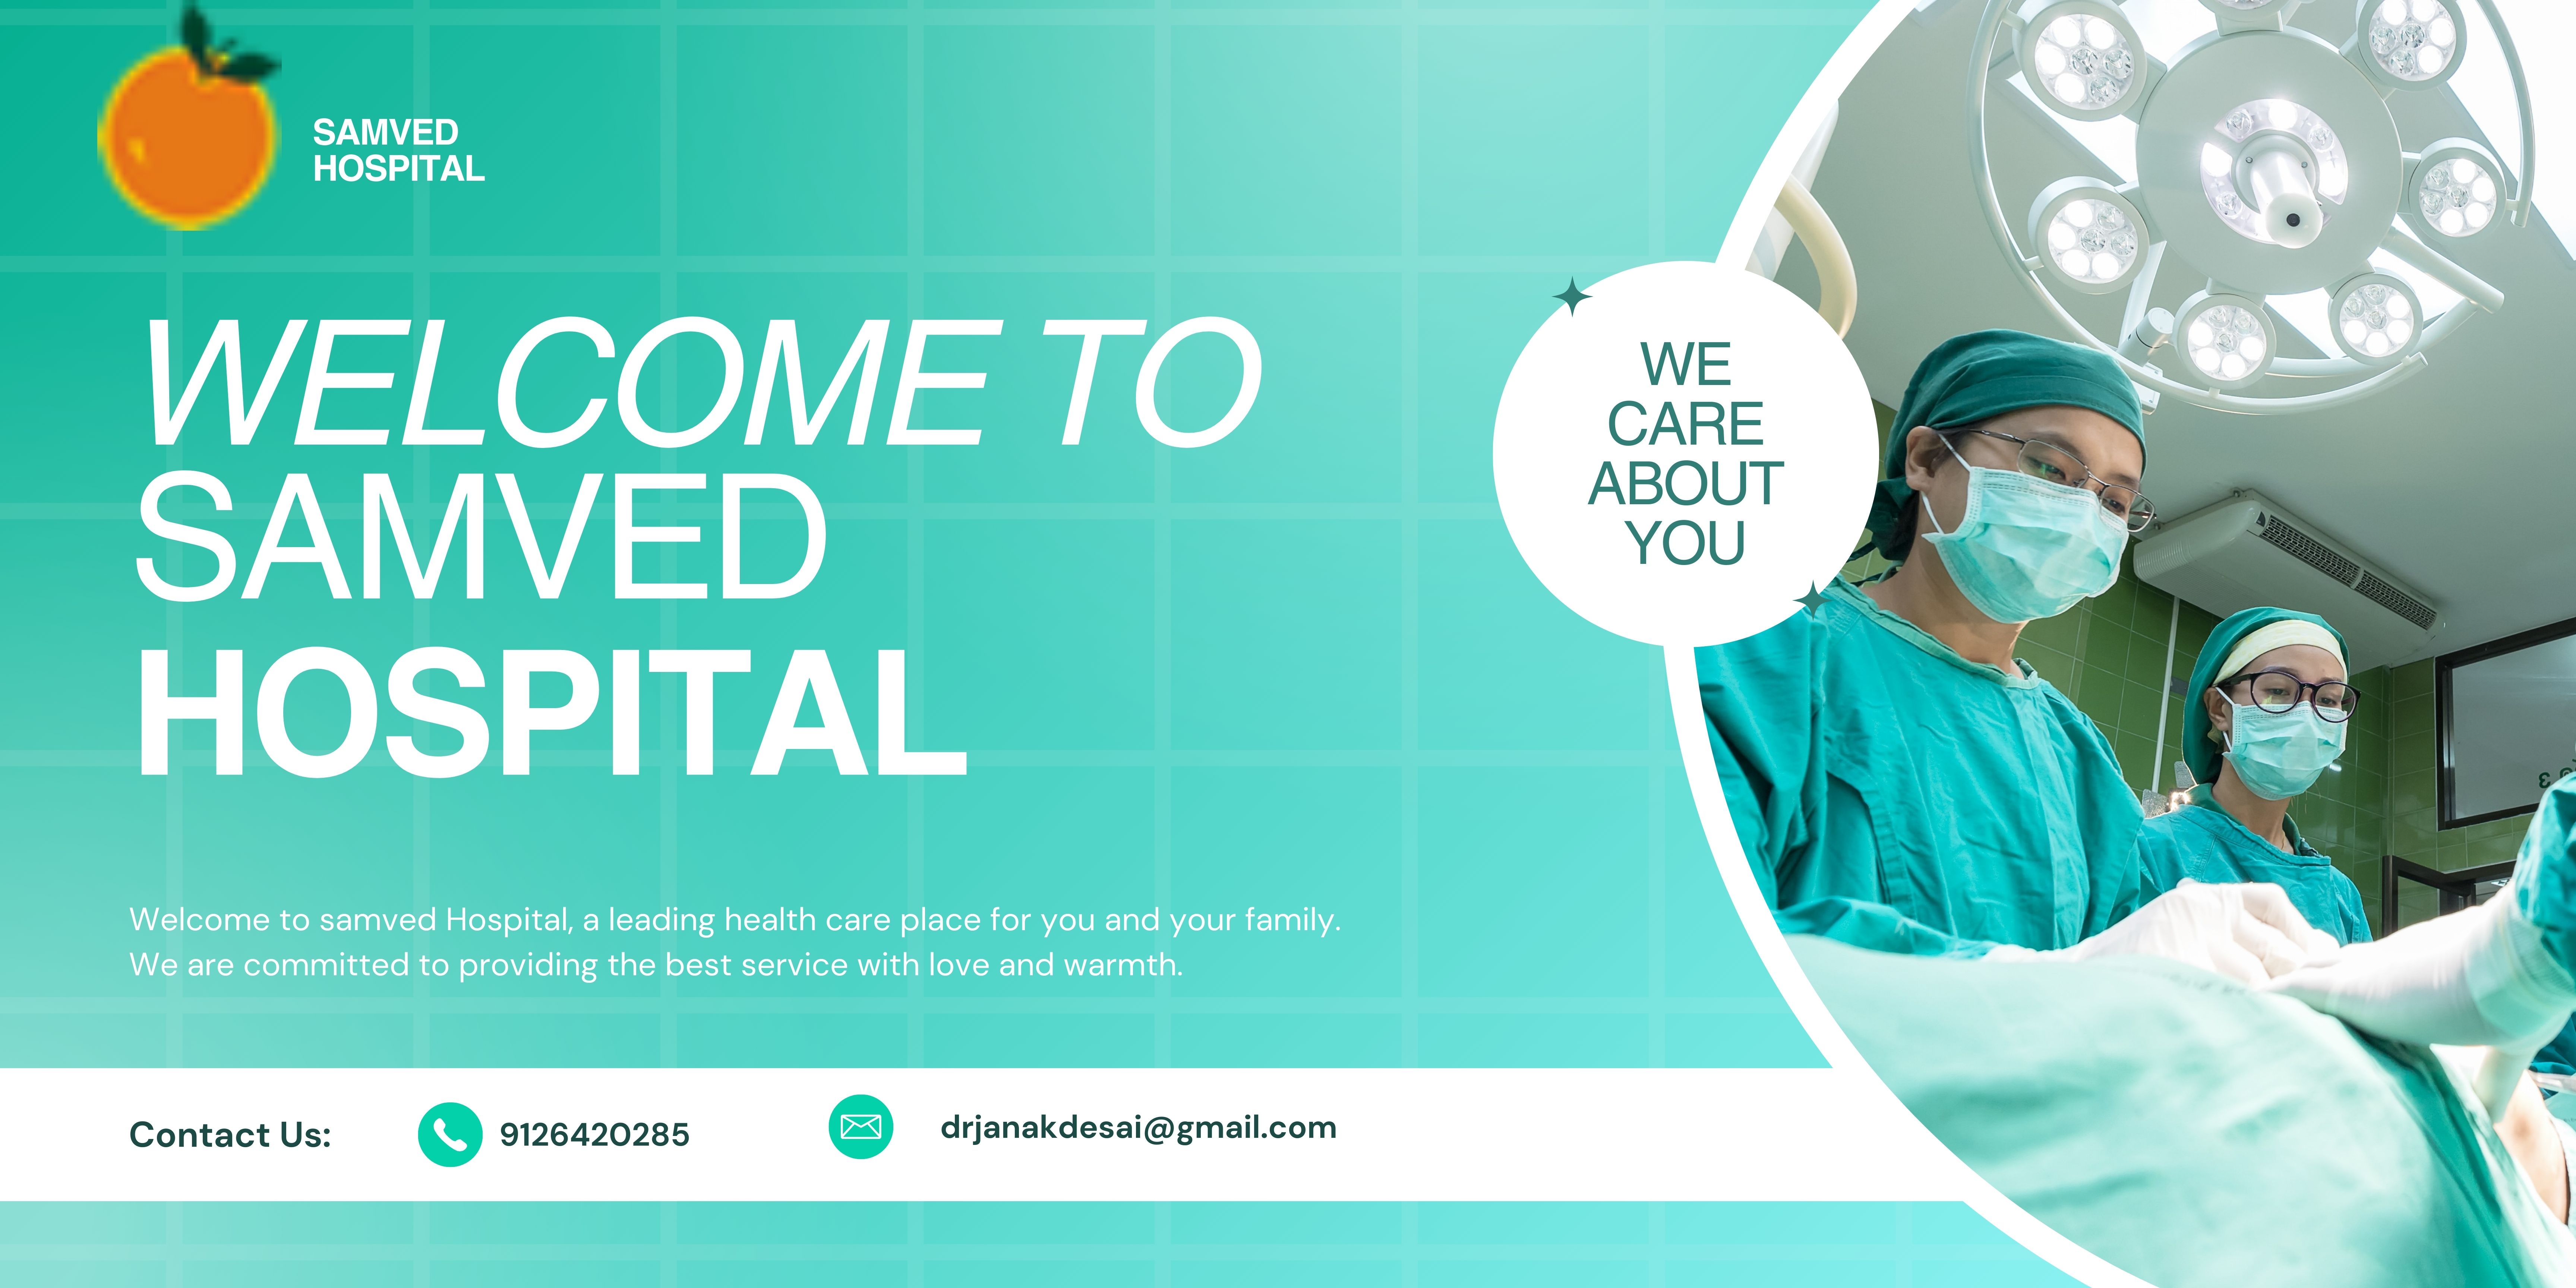 SAMVED
HOSPITAL
WELCOME TO
SAMVED
HOSPITAL
WE
CARE
ABOUT
YOU
Welcome to samved Hospital, a leading health care place for you and your family.
We are committed to providing the best service with love and warmth.
Contact Us:
9126420285
drjanakdesai@gmail.com